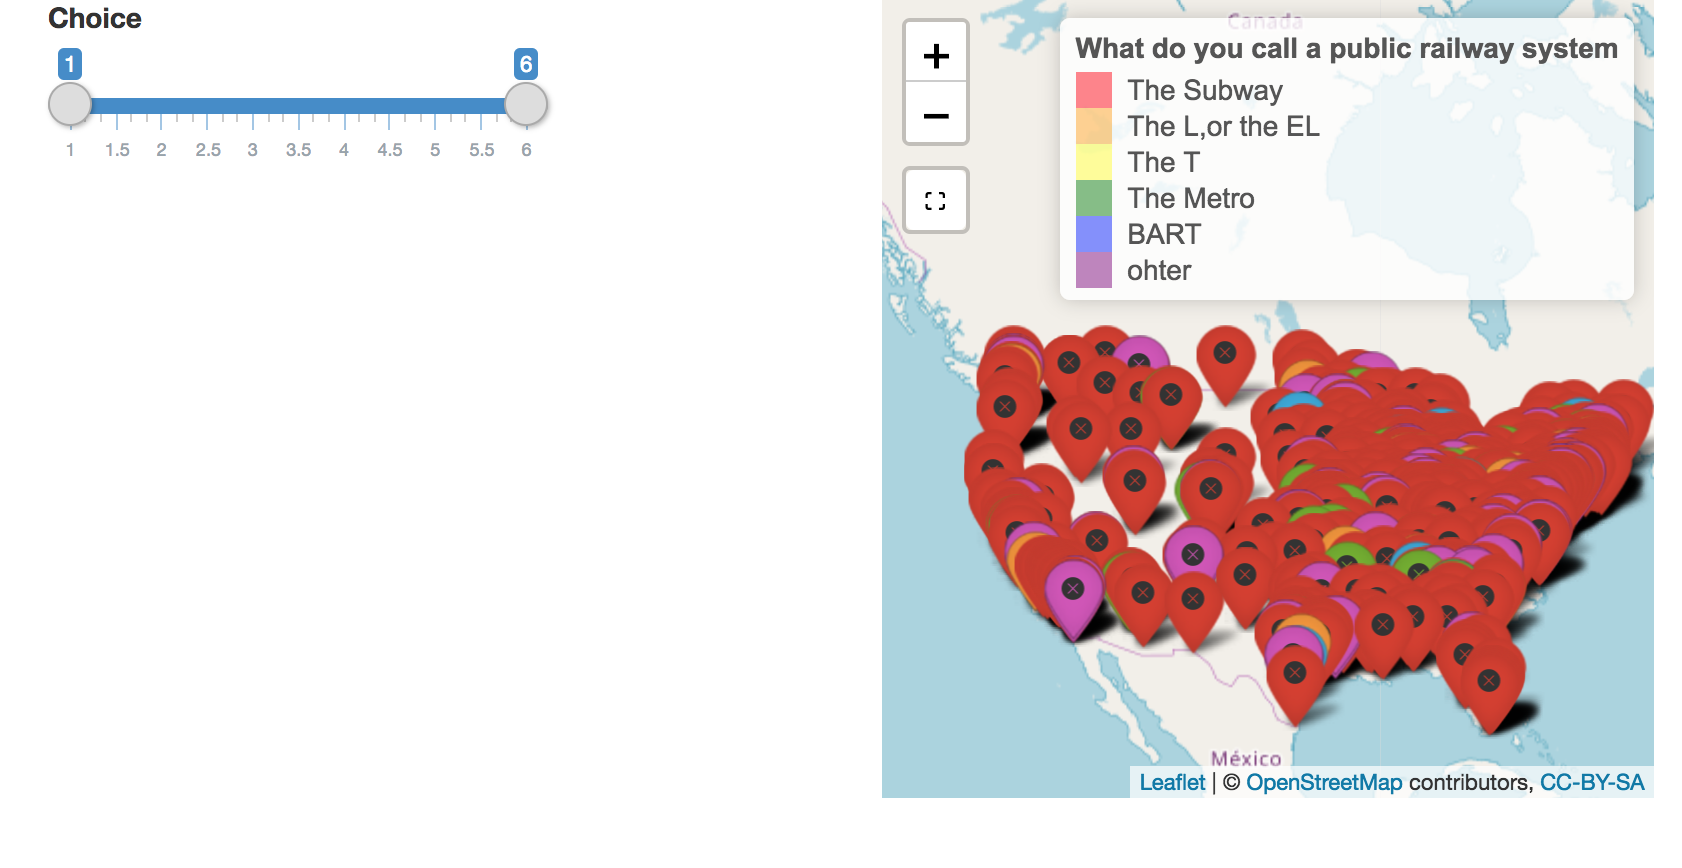 Choice
1 6
1 1.5 2 2.5 3 3.5 4 4.5 5 5.5 6
+
−
Canada
What do you call a public railway system
The Subway
The L,or the EL
The T
The Metro
BART
ohter
México
Leaflet | © OpenStreetMap contributors, CC-BY-SA